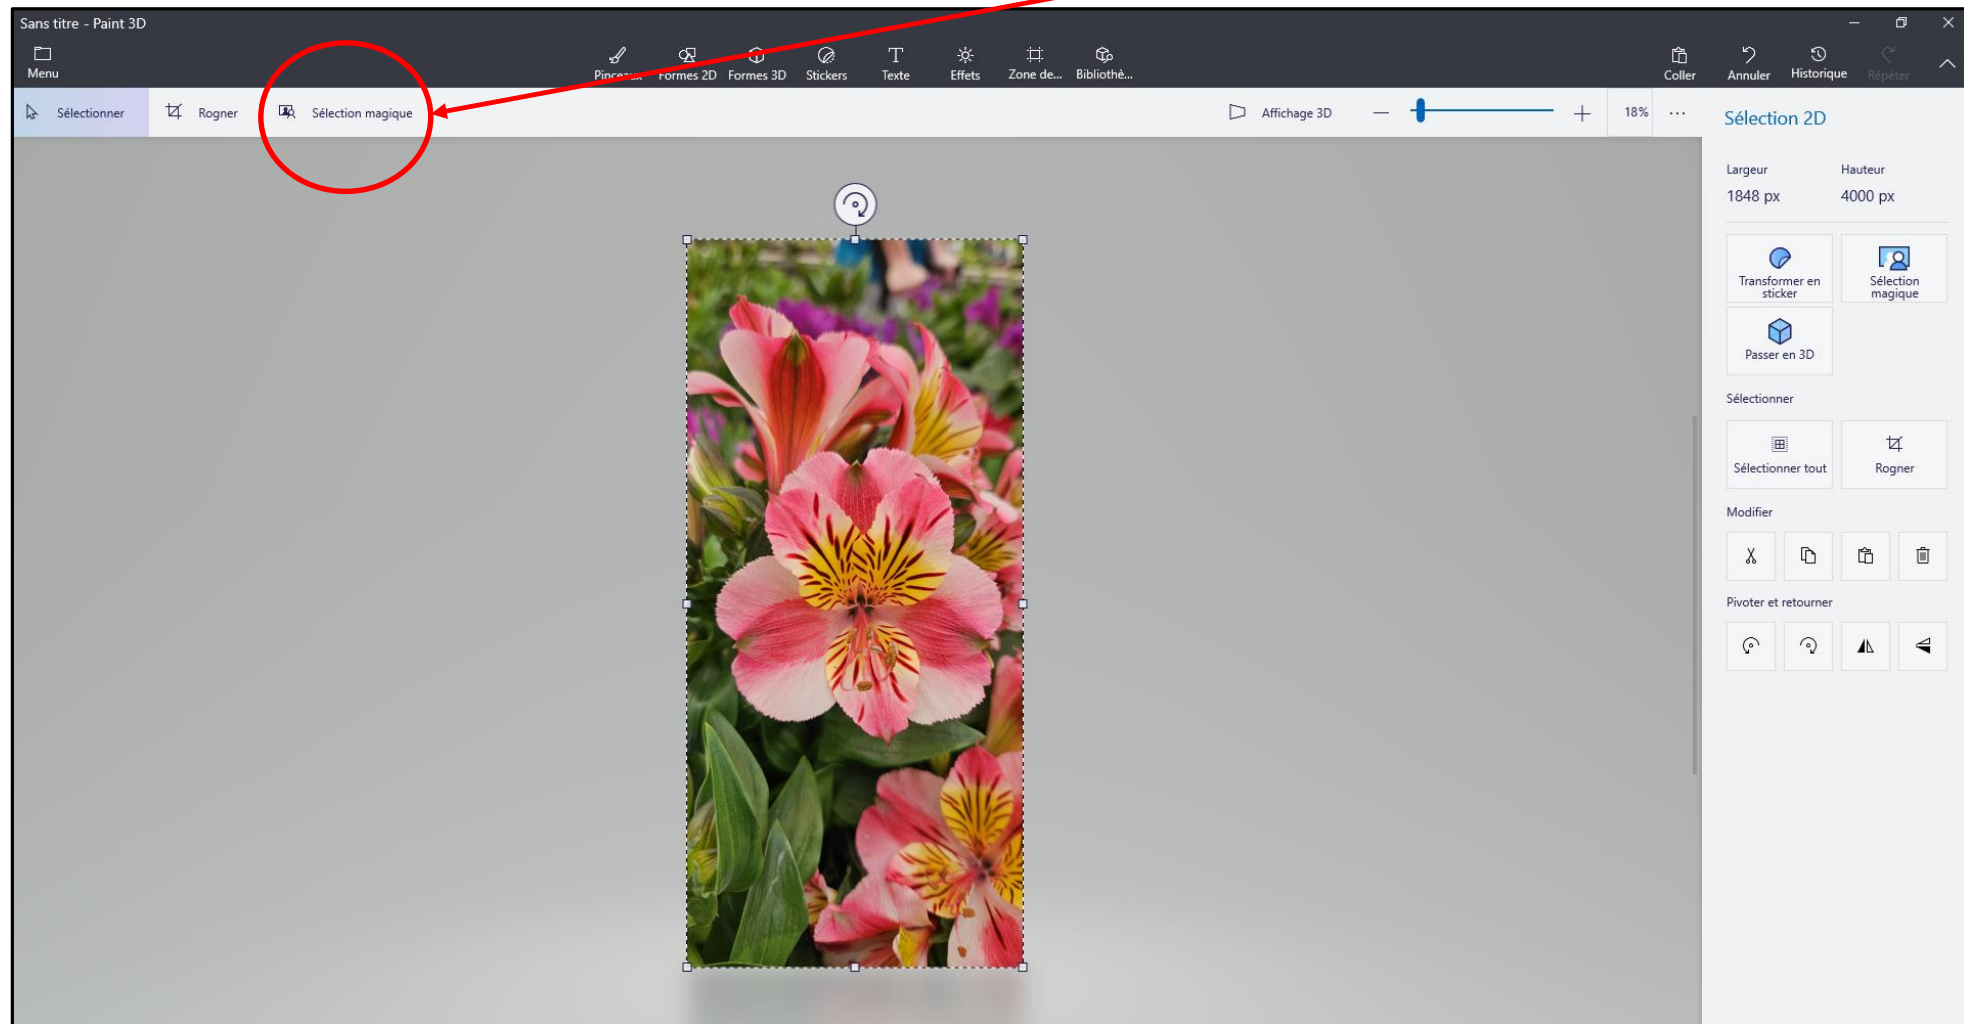 Sans titre - Paint 3D
Menu
Pinceaux Formes 2D Formes 3D Stickers Texte Effets Zone de... Bibliothè...
Coller Annuler Historique Répéter
Sélectionner Rogner Sélection magique
Affichage 3D 18% ...
Sélection 2D
Largeur Hauteur
1848 px 4000 px
Transformer en
sticker
Sélection
magique
Passer en 3D
Sélectionner
Sélectionner tout Rogner
Modifier
Pivoter et retourner